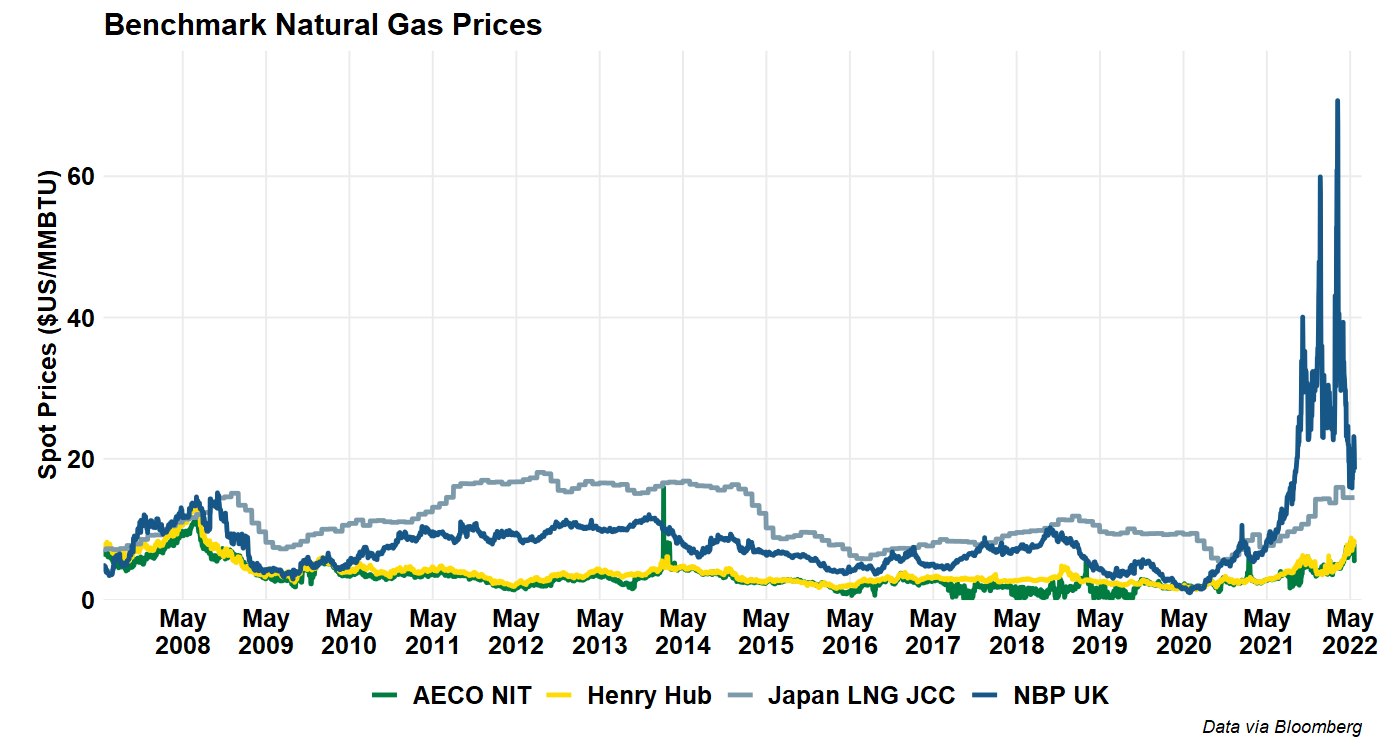 Benchmark Natural Gas Prices
Spot Prices ($US/MMBTU)
60
40
20
0
May May May May May May May May May May May May May May May
2008 2009 2010 2011 2012 2013 2014 2015 2016 2017 2018 2019 2020 2021 2022
AECO NIT Henry Hub Japan LNG JCC NBP UK
Data via Bloomberg